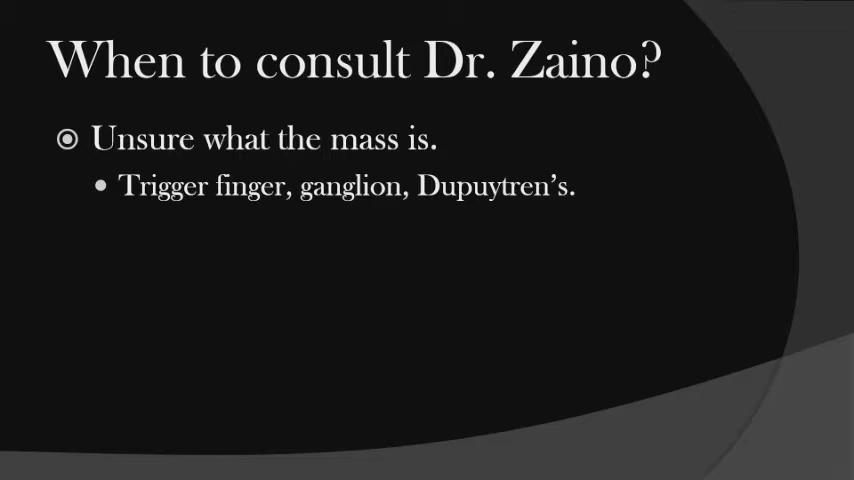 When to consult Dr. Zaino?
Unsure what the mass is.
Trigger finger, ganglion, Dupuytren’s.